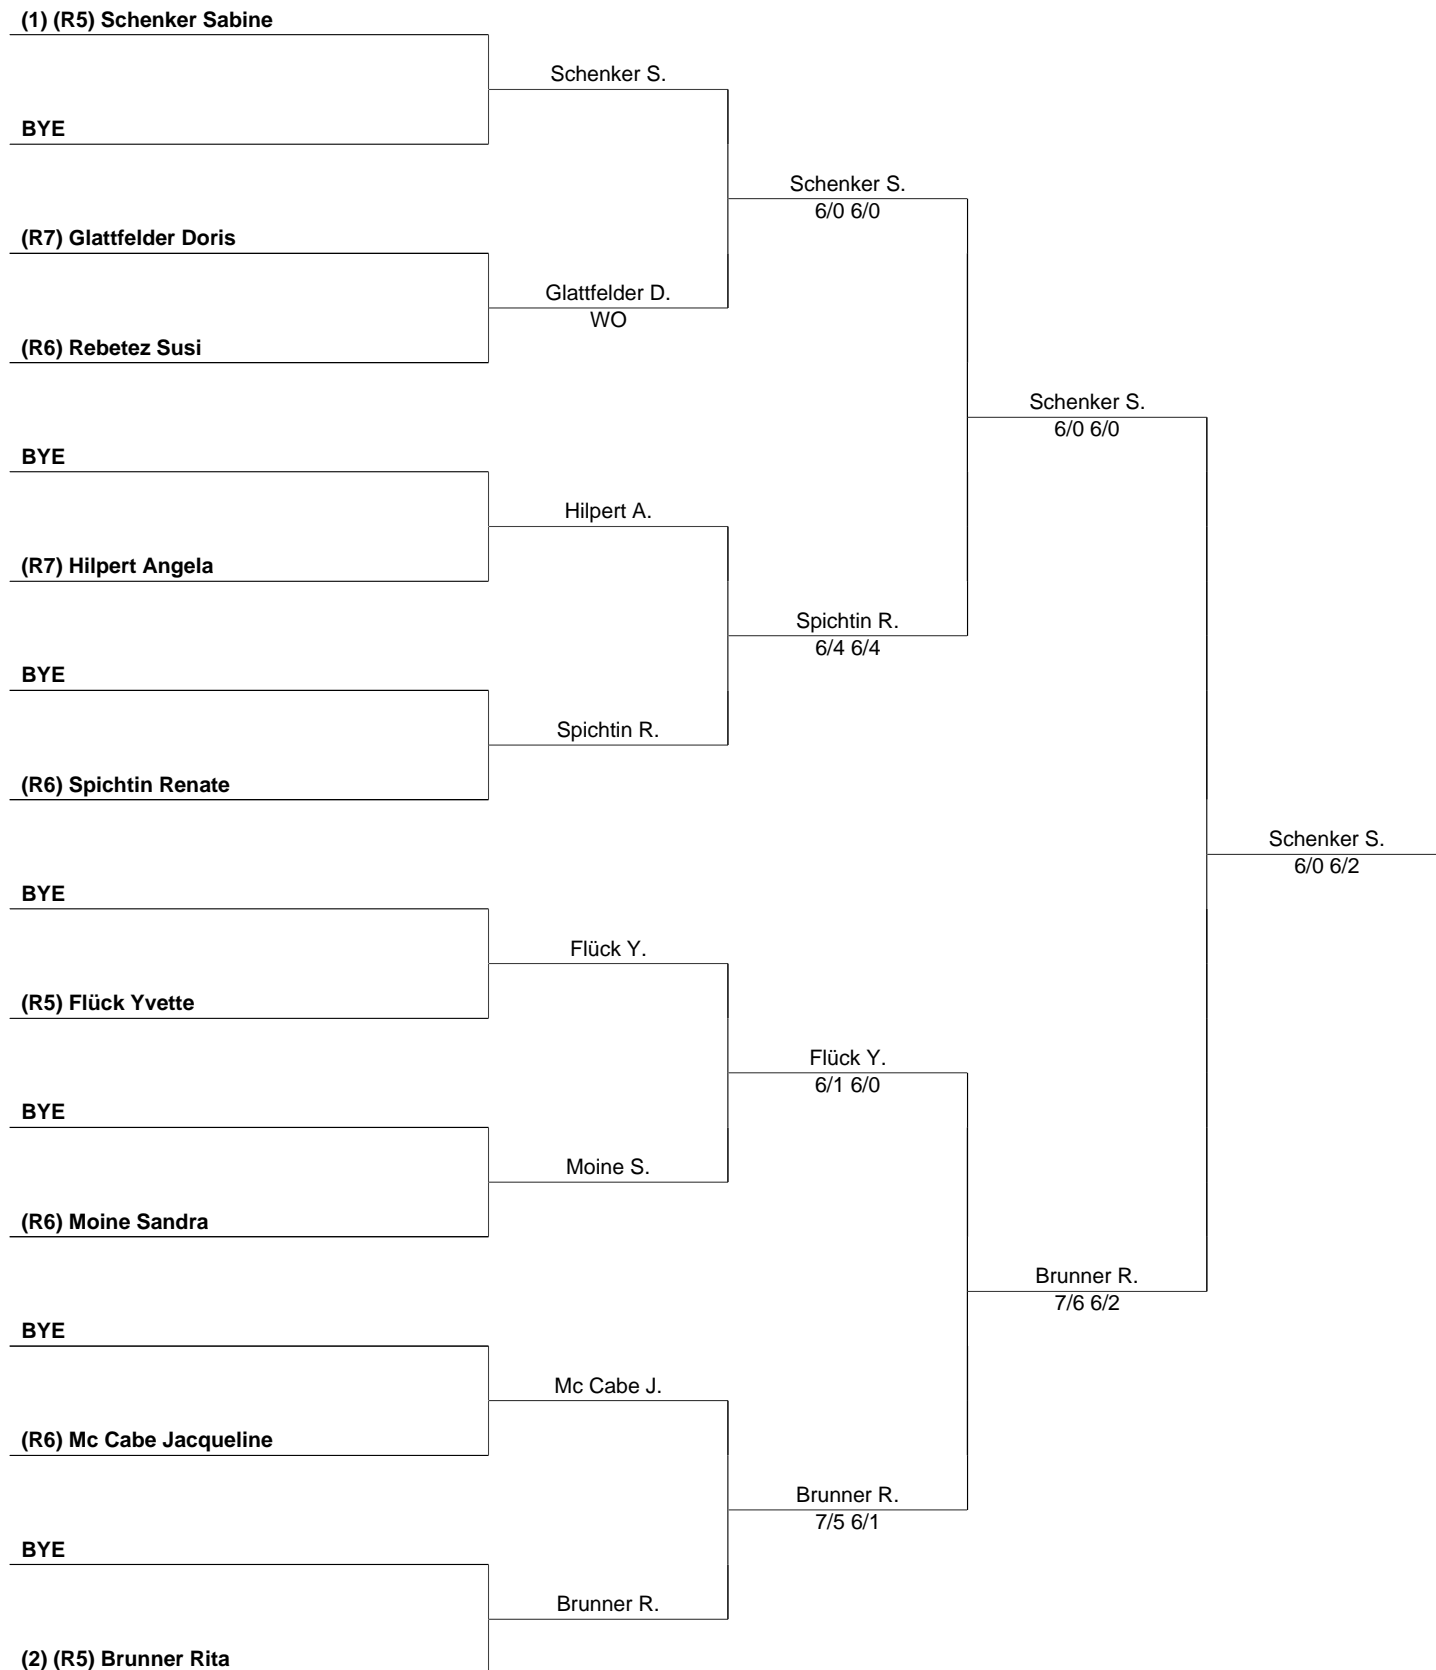 (1) (R5) Schenker Sabine
Schenker S.
BYE
Schenker S.
6/0 6/0
(R7) Glattfelder Doris
Glattfelder D.
WO
(R6) Rebetez Susi
Schenker S.
6/0 6/0
BYE
Hilpert A.
(R7) Hilpert Angela
Spichtin R.
6/4 6/4
BYE
Spichtin R.
(R6) Spichtin Renate
Schenker S.
6/0 6/2
BYE
Flück Y.
(R5) Flück Yvette
Flück Y.
6/1 6/0
BYE
Moine S.
(R6) Moine Sandra
Brunner R.
7/6 6/2
BYE
Mc Cabe J.
(R6) Mc Cabe Jacqueline
Brunner R.
7/5 6/1
BYE
Brunner R.
(2) (R5) Brunner Rita